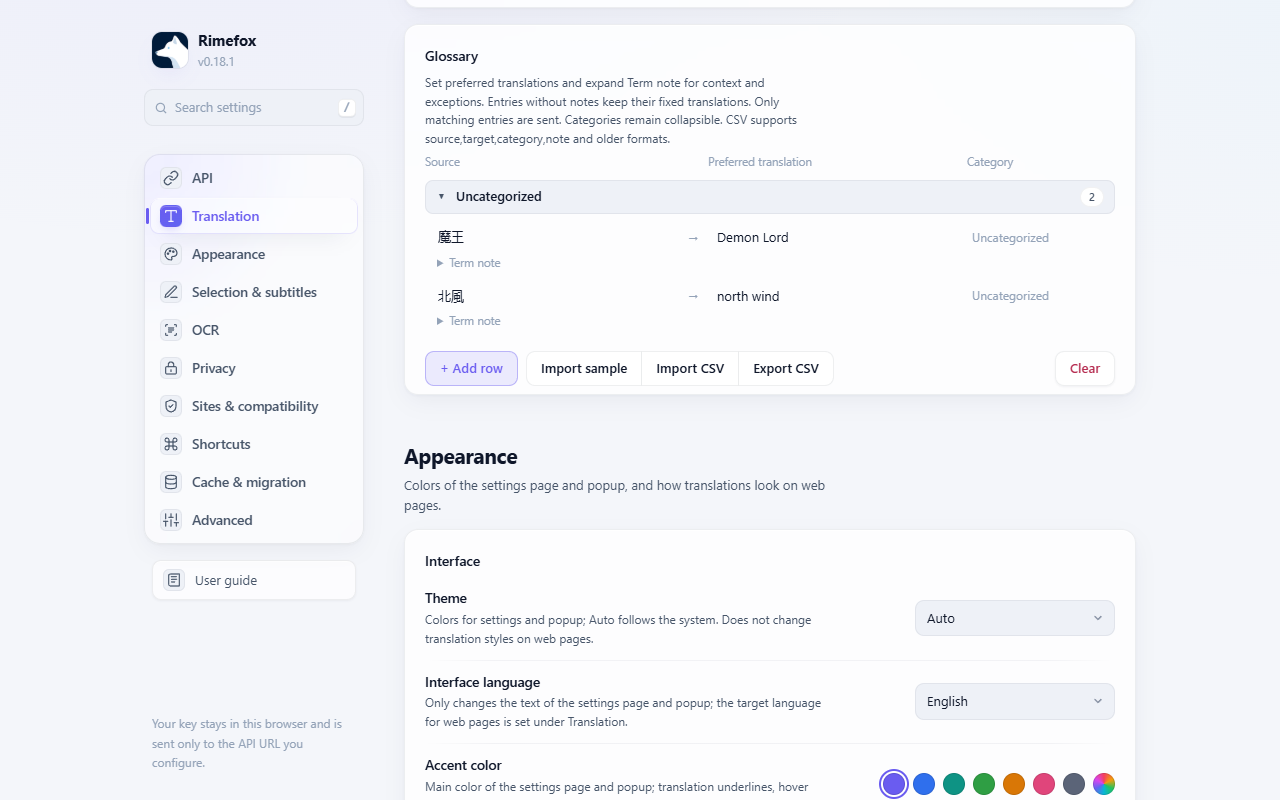 Rimefox
v0.18.1
Search settings
/
API
Translation
Appearance
Selection & subtitles
OCR
Privacy
Sites & compatibility
Shortcuts
Cache & migration
Advanced
User guide
Your key stays in this browser and is
sent only to the API URL you
configure.
Glossary
Set preferred translations and expand Term note for context and
exceptions. Entries without notes keep their fixed translations. Only
matching entries are sent. Categories remain collapsible. CSV supports
source,target,category,note and older formats.
Source Preferred translation Category
▼ Uncategorized 2
魔王 → Demon Lord Uncategorized
▶ Term note
北風 → north wind Uncategorized
▶ Term note
+ Add row Import sample Import CSV Export CSV Clear
Appearance
Colors of the settings page and popup, and how translations look on web
pages.
Interface
Theme
Colors for settings and popup; Auto follows the system. Does not change
translation styles on web pages.
Auto
Interface language
Only changes the text of the settings page and popup; the target language
for web pages is set under Translation.
English
Accent color
Main color of the settings page and popup; translation underlines, hover